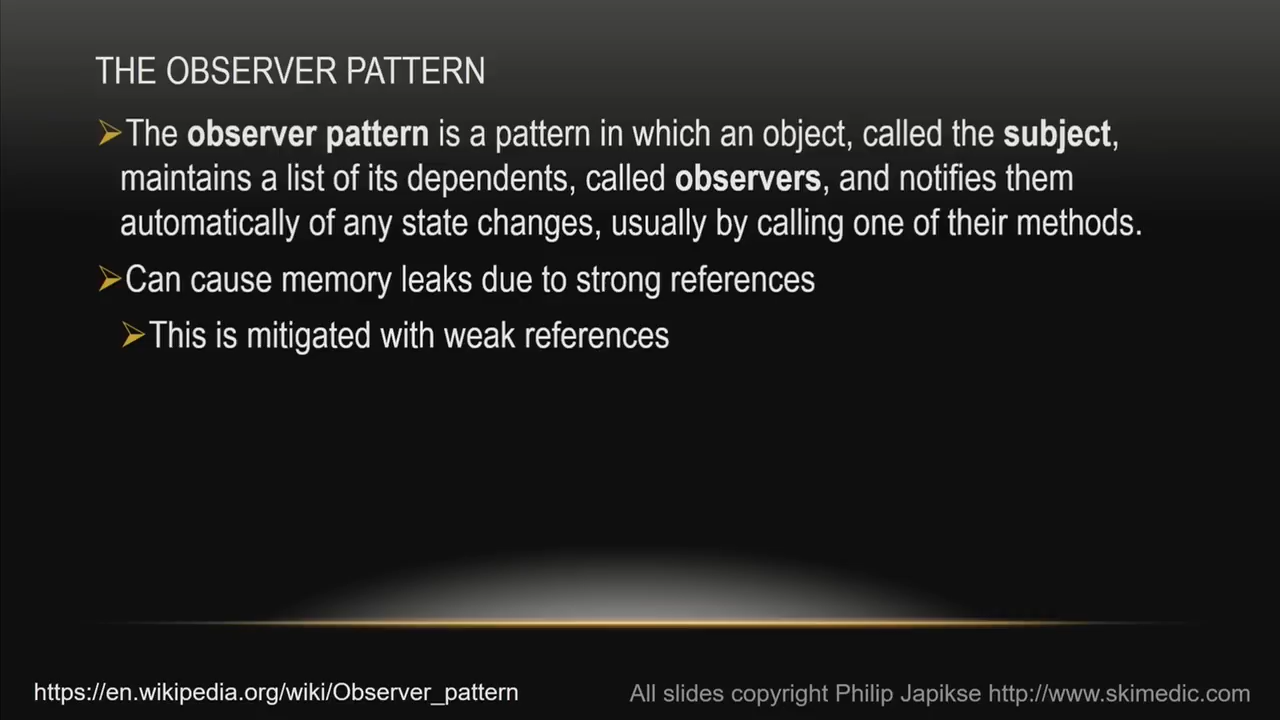 THE OBSERVER PATTERN
The observer pattern is a pattern in which an object, called the subject,
maintains a list of its dependents, called observers, and notifies them
automatically of any state changes, usually by calling one of their methods.
Can cause memory leaks due to strong references
This is mitigated with weak references
https://en.wikipedia.org/wiki/Observer_pattern
All slides copyright Philip Japikse http://www.skimedic.com